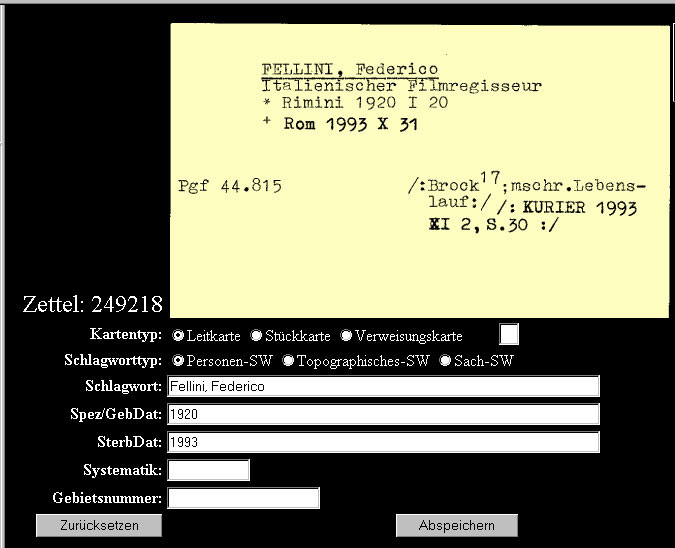 FELLINI, Federico
Italienischer Filmregisseur
* Rimini 1920 I 20
+ Rom 1993 X 31
Pgf 44.815 /:Brock17;mschr.Lebens-
lauf:/ /: KURIER 1993
XI 2, S.30 :/
Zettel: 249218
Kartentyp: Leitkarte Stückkarte Verweisungskarte
Schlagworttyp: Personen-SW Topographisches-SW Sach-SW
Schlagwort: Fellini, Federico
Spez/GebDat: 1920
SterbDat: 1993
Systematik:
Gebietsnummer:
Zurücksetzen Abspeichern